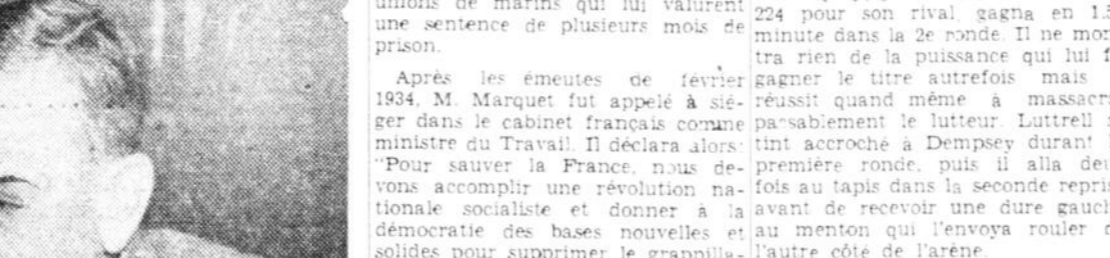 unions de marins qui lui valurent
une sentence de plusieurs mois de
prison.
Après les émeutes de février
1934, M. Marquet fut appelé à sié-
ger dans le cabinet français comme
ministre du Travail. Il déclara alors:
"Pour sauver la France, nous de-
vons accomplir une révolution na-
tionale socialiste et donner à la
démocratie des bases nouvelles et
solides pour supprimer le grappilla-
224 pour son rival, gagna en
minute dans la 2e ronde. Il ne mon
tra rien de la puissance qui lui
gagner le titre autrefois mais
réussit quand même à massacr
passablement le lutteur. Luttrell
tint accroché à Dempsey durant
première ronde, puis il alla deu
fois au tapis dans la seconde repri
avant de recevoir une dure gauch
au menton qui l'envoya rouler
l'autre côté de l'arène.